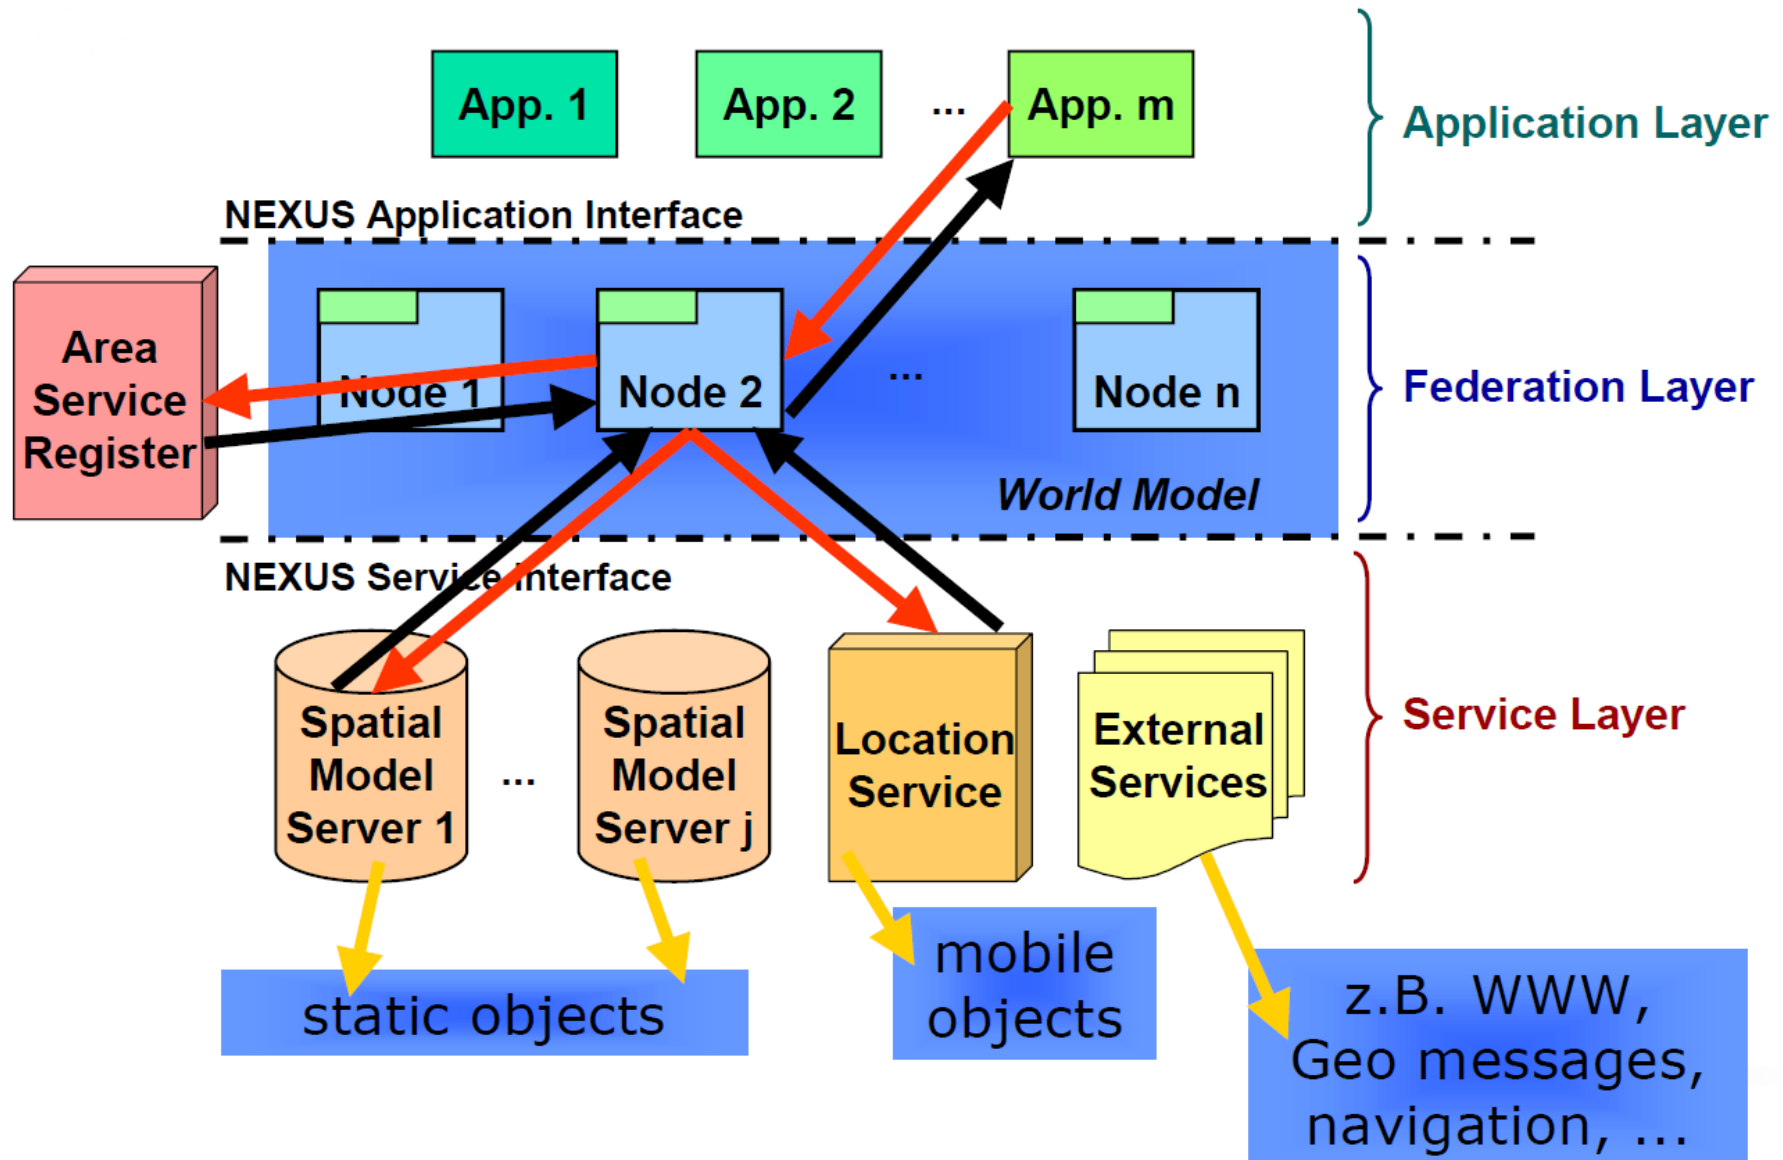 App. 1
App. 2
...
App. m
Application Layer
NEXUS Application Interface
Area
Service
Register
Node 1
Node 2
...
Node n
World Model
Federation Layer
NEXUS Service Interface
Spatial
Model
Server 1
...
Spatial
Model
Server j
Location
Service
External
Services
Service Layer
static objects
mobile
objects
z.B. WWW,
Geo messages,
navigation, ...